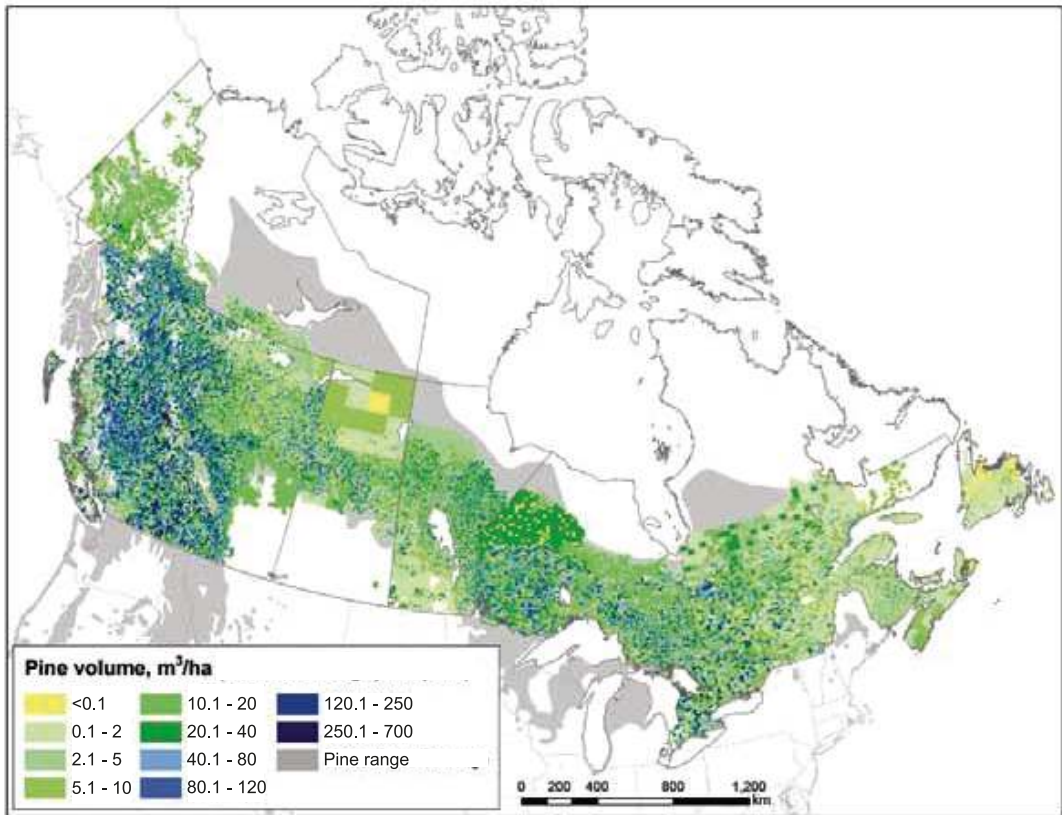 Pine volume, m³/ha
<0.1
0.1 - 2
2.1 - 5
5.1 - 10
10.1 - 20
20.1 - 40
40.1 - 80
80.1 - 120
120.1 - 250
250.1 - 700
Pine range
0 200 400 800 1,200
km